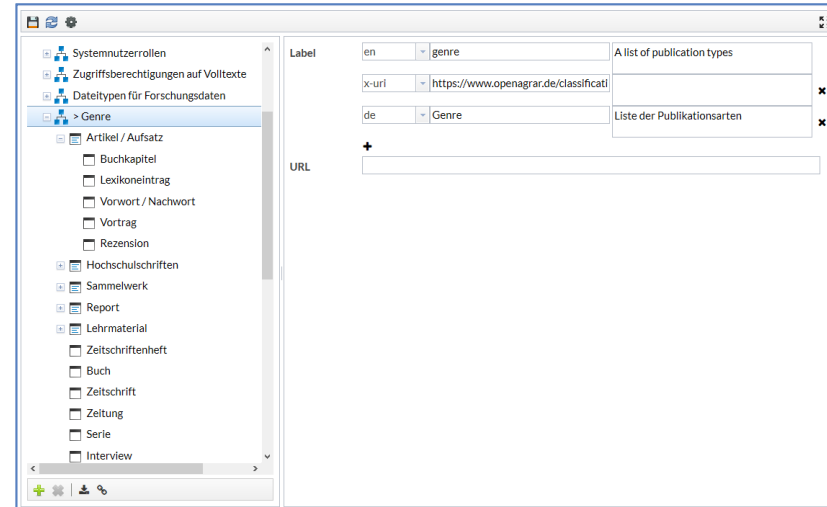 Systemnutzerrollen
Zugriffsberechtigungen auf Volltexte
Dateitypen für Forschungsdaten
> Genre
Artikel / Aufsatz
Buchkapitel
Lexikoneintrag
Vorwort / Nachwort
Vortrag
Rezension
Hochschulschriften
Sammelwerk
Report
Lehrmaterial
Zeitschriftenheft
Buch
Zeitschrift
Zeitung
Serie
Interview
Label en genre A list of publication types
x-uri https://www.openagrar.de/classificati
de Genre Liste der Publikationsarten
URL